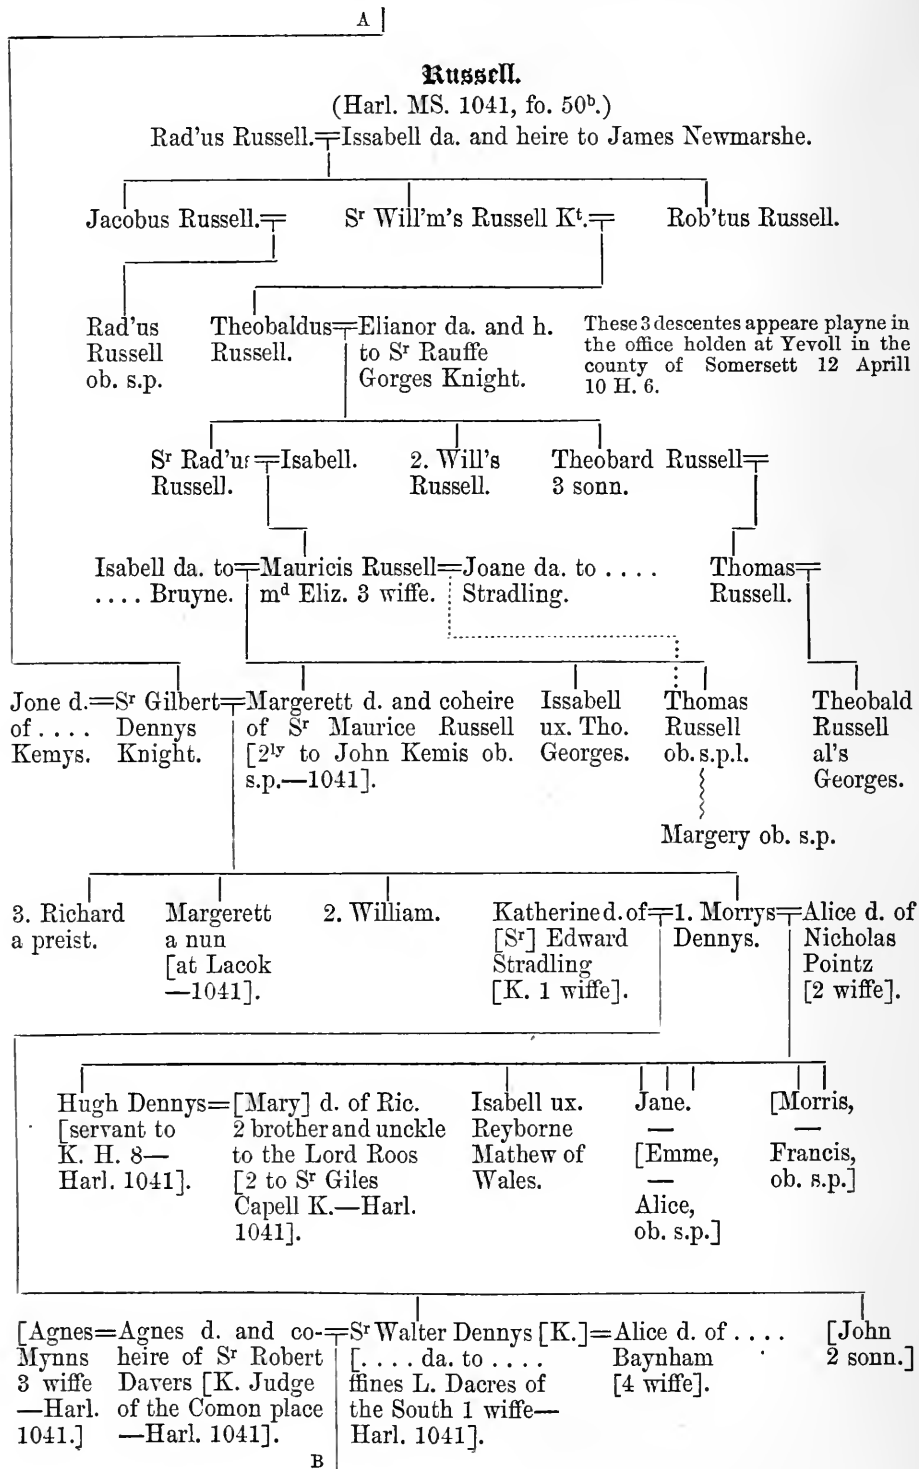 A
Russell.
(Harl. MS. 1041, fo. 50ᵇ.)
Rad'us Russell. Issabell da. and heire to James Newmarshe.
Jacobus Russell. Sʳ Will'm's Russell Kᵗ. Rob'tus Russell.
Rad'us
Russell
ob. s.p.
Theobaldus
Russell.
Elianor da. and h.
to Sʳ Rauffe
Gorges Knight.
These 3 descentes appeare playne in
the office holden at Yevoll in the
county of Somersett 12 Aprill
10 H. 6.
Sʳ Rad'us
Russell.
Isabell.
2. Will's
Russell.
Theobard Russell
3 sonn.
Isabell da. to
. . . . Bruyne.
Mauricis Russell
mᵈ Eliz. 3 wiffe.
Joane da. to . . . .
Stradling.
Thomas
Russell.
Jone d.
of . . . .
Kemys.
Sʳ Gilbert
Dennys
Knight.
Margerett d. and coheire
of Sʳ Maurice Russell
[2ˡʸ to John Kemis ob.
s.p.—1041].
Issabell
ux. Tho.
Georges.
Thomas
Russell
ob. s.p.l.
Theobald
Russell
al's
Georges.
Margery ob. s.p.
3. Richard
a preist.
Margerett
a nun
[at Lacok
—1041].
2. William.
Katherine d. of
[Sʳ] Edward
Stradling
[K. 1 wiffe].
1. Morrys
Dennys.
Alice d. of
Nicholas
Pointz
[2 wiffe].
Hugh Dennys
[servant to
K. H. 8—
Harl. 1041].
[Mary] d. of Ric.
2 brother and unckle
to the Lord Roos
[2 to Sʳ Giles
Capell K.—Harl.
1041].
Isabell ux.
Reyborne
Mathew of
Wales.
Jane.
—
[Emme,
—
Alice,
ob. s.p.]
[Morris,
—
Francis,
ob. s.p.]
[Agnes
Mynns
3 wiffe
—Harl.
1041.]
Agnes d. and co-
heire of Sʳ Robert
Davers [K. Judge
of the Comon place
—Harl. 1041].
Sʳ Walter Dennys [K.]
[. . . . da. to . . . .
ffines L. Dacres of
the South 1 wiffe—
Harl. 1041].
Alice d. of . . . .
Baynham
[4 wiffe].
[John
2 sonn.]
B